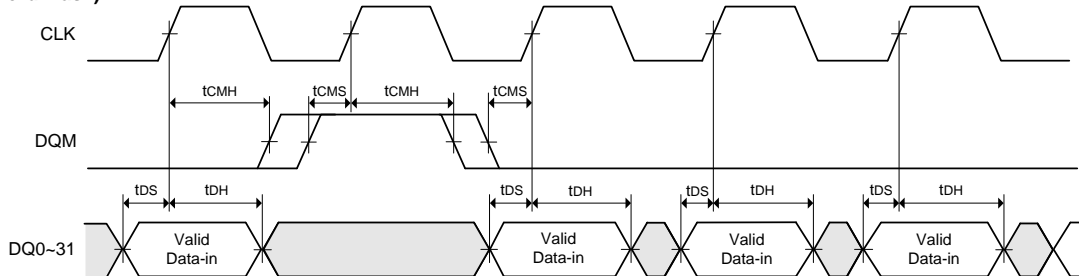 CLK
tCMH tCMS tCMH tCMS
DQM
tDS tDH tDS tDH tDS tDH tDS tDH
DQ0~31
Valid Data-in Valid Data-in Valid Data-in Valid Data-in